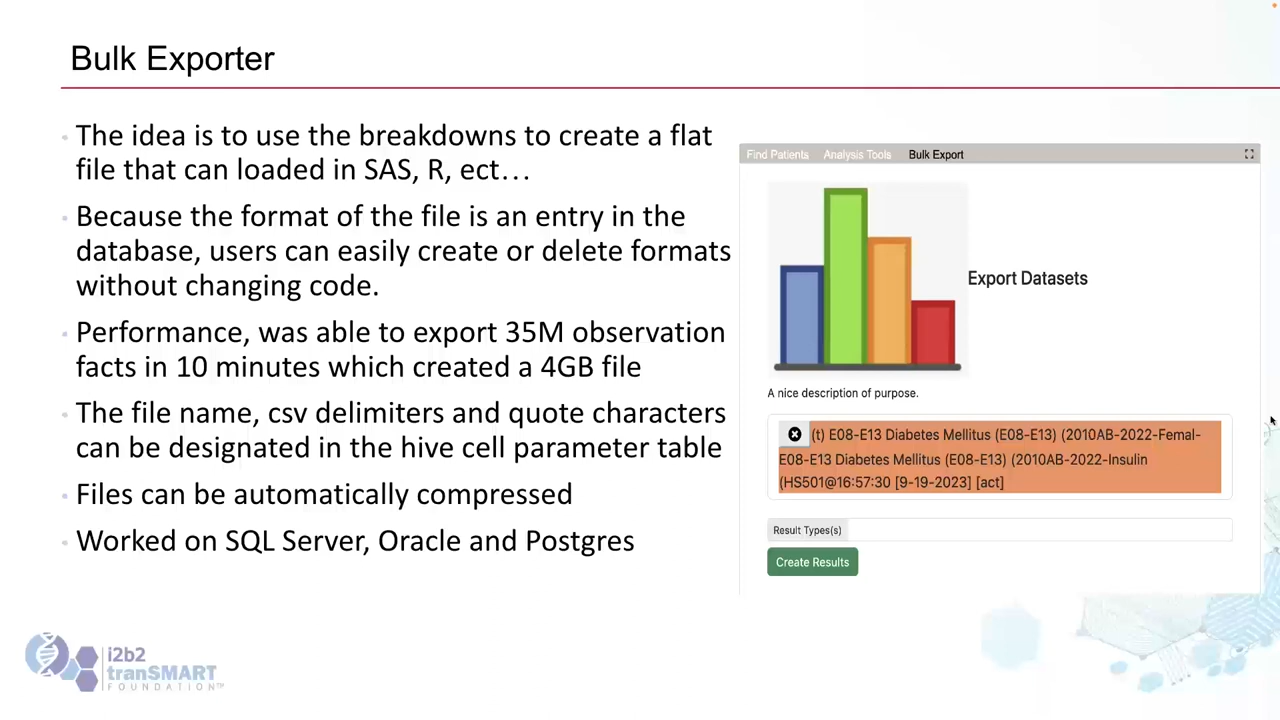 Bulk Exporter
The idea is to use the breakdowns to create a flat
file that can loaded in SAS, R, ect…
Because the format of the file is an entry in the
database, users can easily create or delete formats
without changing code.
Performance, was able to export 35M observation
facts in 10 minutes which created a 4GB file
The file name, csv delimiters and quote characters
can be designated in the hive cell parameter table
Files can be automatically compressed
Worked on SQL Server, Oracle and Postgres
Find Patients Analysis Tools Bulk Export
Export Datasets
A nice description of purpose.
(t) E08-E13 Diabetes Mellitus (E08-E13) (2010AB-2022-Femal-
E08-E13 Diabetes Mellitus (E08-E13) (2010AB-2022-Insulin
(HS501@16:57:30 [9-19-2023] [act]
Result Types(s)
Create Results
i2b2
tranSMART
FOUNDATION™